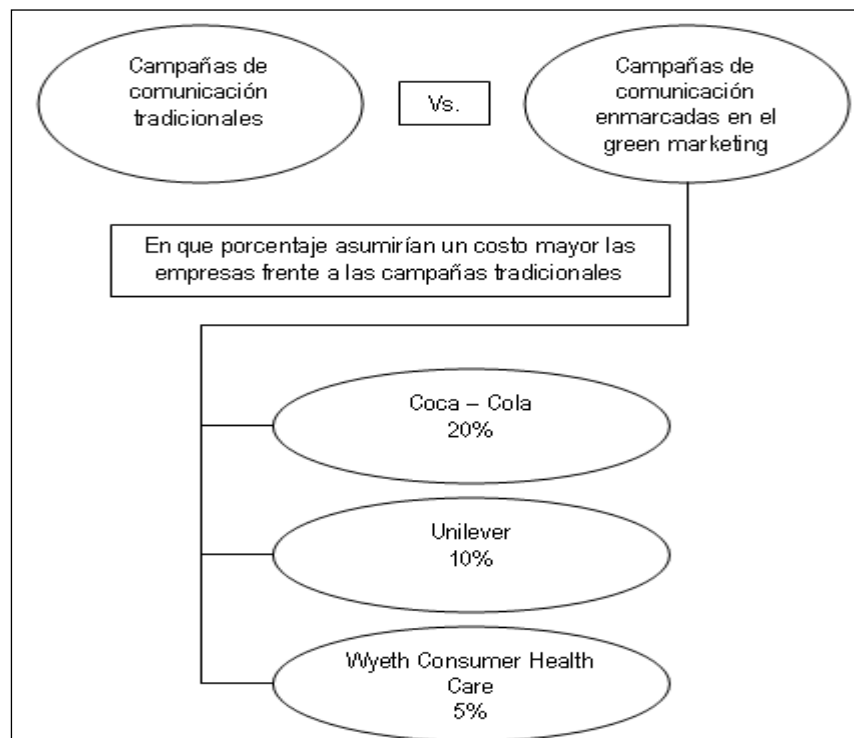 Campañas de
comunicación
tradicionales
Vs.
Campañas de
comunicación
enmarcadas en el
green marketing
En que porcentaje asumirían un costo mayor las
empresas frente a las campañas tradicionales
Coca – Cola
20%
Unilever
10%
Wyeth Consumer Health
Care
5%